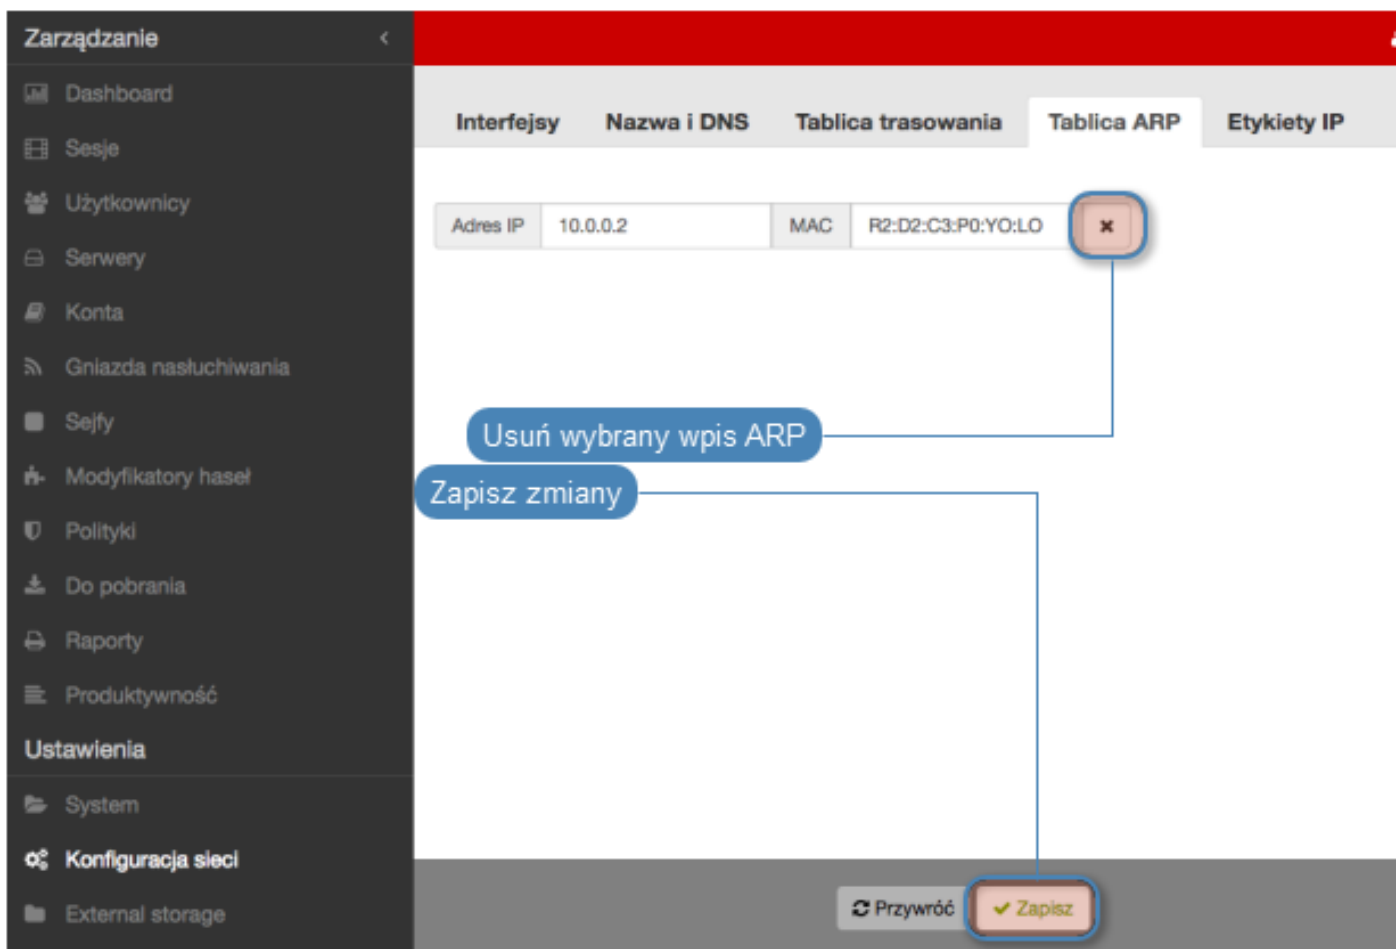 Zarządzanie
Dashboard
Sesje
Użytkownicy
Serwery
Konta
Gniazda nasłuchiwania
Sejfy
Modyfikatory haseł
Polityki
Do pobrania
Raporty
Produktywność
Ustawienia
System
Konfiguracja sieci
External storage
Interfejsy Nazwa i DNS Tablica trasowania Tablica ARP Etykiety IP
Adres IP 10.0.0.2 MAC R2:D2:C3:P0:YO:LO
Usuń wybrany wpis ARP
Zapisz zmiany
Przywróć Zapisz